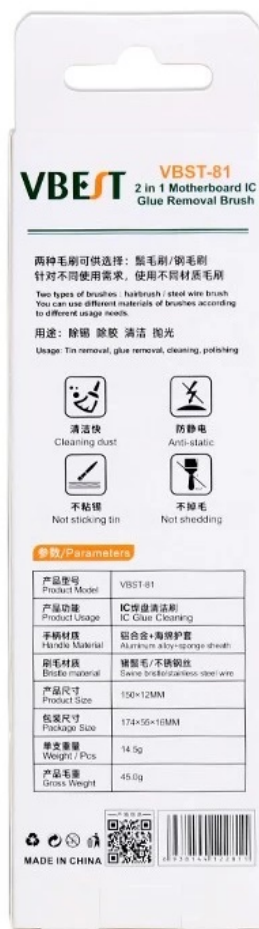 VBEST
VBST-81
2 in 1 Motherboard IC
Glue Removal Brush
两种毛刷可供选择：鬃毛刷/钢毛刷
针对不同使用需求，使用不同材质毛刷
Two types of brushes : hairbrush / steel wire brush
You can use different materials of brushes according
to different usage needs.
用途：除锡 除胶 清洁 抛光
Usage: Tin removal, glue removal, cleaning, polishing
清洁快
Cleaning dust
防静电
Anti-static
不粘锡
Not sticking tin
不掉毛
Not shedding
参数/Parameters
产品型号
Product Model
VBST-81
产品功能
Product Usage
IC焊盘清洁刷
IC Glue Cleaning
手柄材质
Handle Material
铝合金+海绵护套
Aluminum alloy+sponge sheath
刷毛材质
Bristle material
猪鬃毛/不锈钢丝
Swine bristle/stainless steel wire
产品尺寸
Product Size
150×12MM
包装尺寸
Package Size
174×56×16MM
单支重量
Weight / Pcs
14.5g
产品毛重
Gross Weight
45.0g
MADE IN CHINA